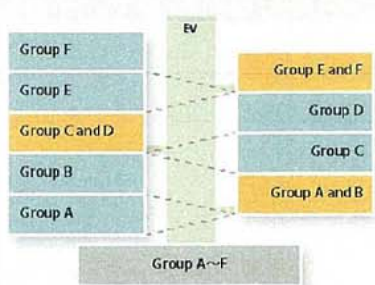 EV
Group F
Group E
Group C and D
Group B
Group A
Group E and F
Group D
Group C
Group A and B
Group A～F